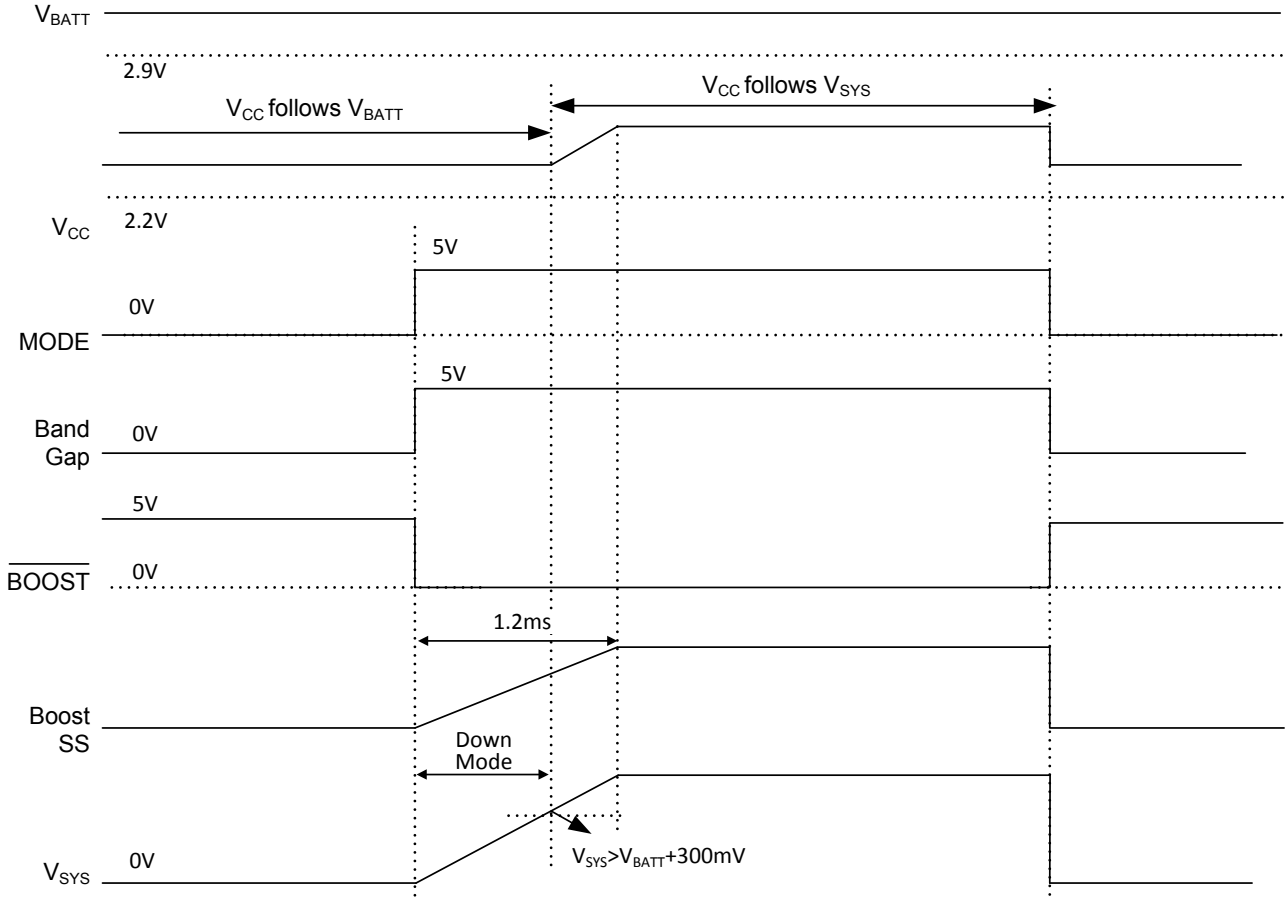 VBATT
2.9V
VCC follows VSYS
VCC follows VBATT
2.2V
VCC
5V
0V
MODE
5V
Band
Gap
0V
5V
BOOST
0V
1.2ms
Boost
SS
Down
Mode
VSYS>VBATT+300mV
0V
VSYS